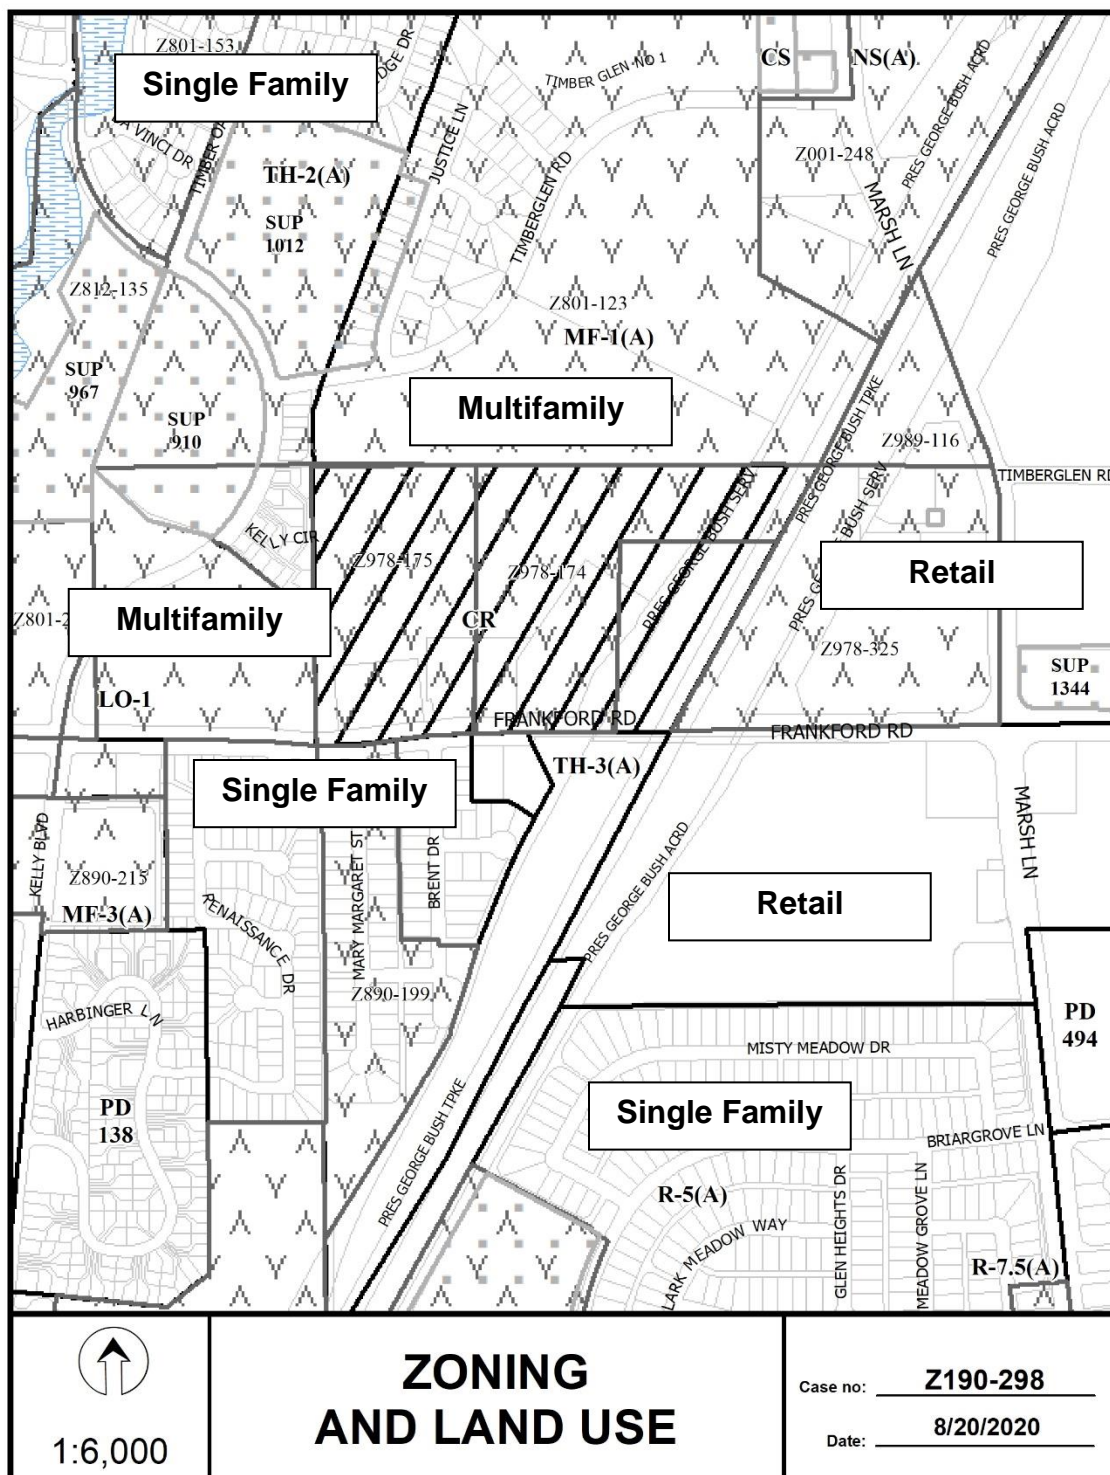 Z801-153
CS
NS(A)
Single Family
TIMBER GLEN NO 1
PRES GEORGE BUSH ACRD
DA VINCI DR
JUSTICE LN
Z001-248
PRES GEORGE BUSH ACRD
TH-2(A)
SUP
1012
TIMBERGLEN RD
MARSH LN
Z812-135
Z801-123
MF-1(A)
SUP
967
SUP
910
Multifamily
PRES GEORGE BUSH TPKE
Z989-116
PRES GEORGE BUSH TPKE
TIMBERGLEN RD
PRES GEORGE BUSH SERV
BUSH SERV
KELLY CIR
Z978-175
Z978-174
Retail
PRES GE
Multifamily
CR
Z978-325
SUP
1344
LO-1
FRANKFORD RD
FRANKFORD RD
Single Family
TH-3(A)
KELLY BLVD
Z890-215
MF-3(A)
MARY MARGARET ST
BRENT DR
PRES GEORGE BUSH ACRD
MARSH LN
Retail
RENAISSANCE DR
Z890-199
HARBINGER LN
PD
494
MISTY MEADOW DR
PD
138
PRES GEORGE BUSH TPKE
Single Family
BRIARGROVE LN
R-5(A)
LARK MEADOW WAY
GLEN HEIGHTS DR
MEADOW GROVE LN
R-7.5(A)
1:6,000
ZONING
AND LAND USE
Case no: Z190-298
Date: 8/20/2020